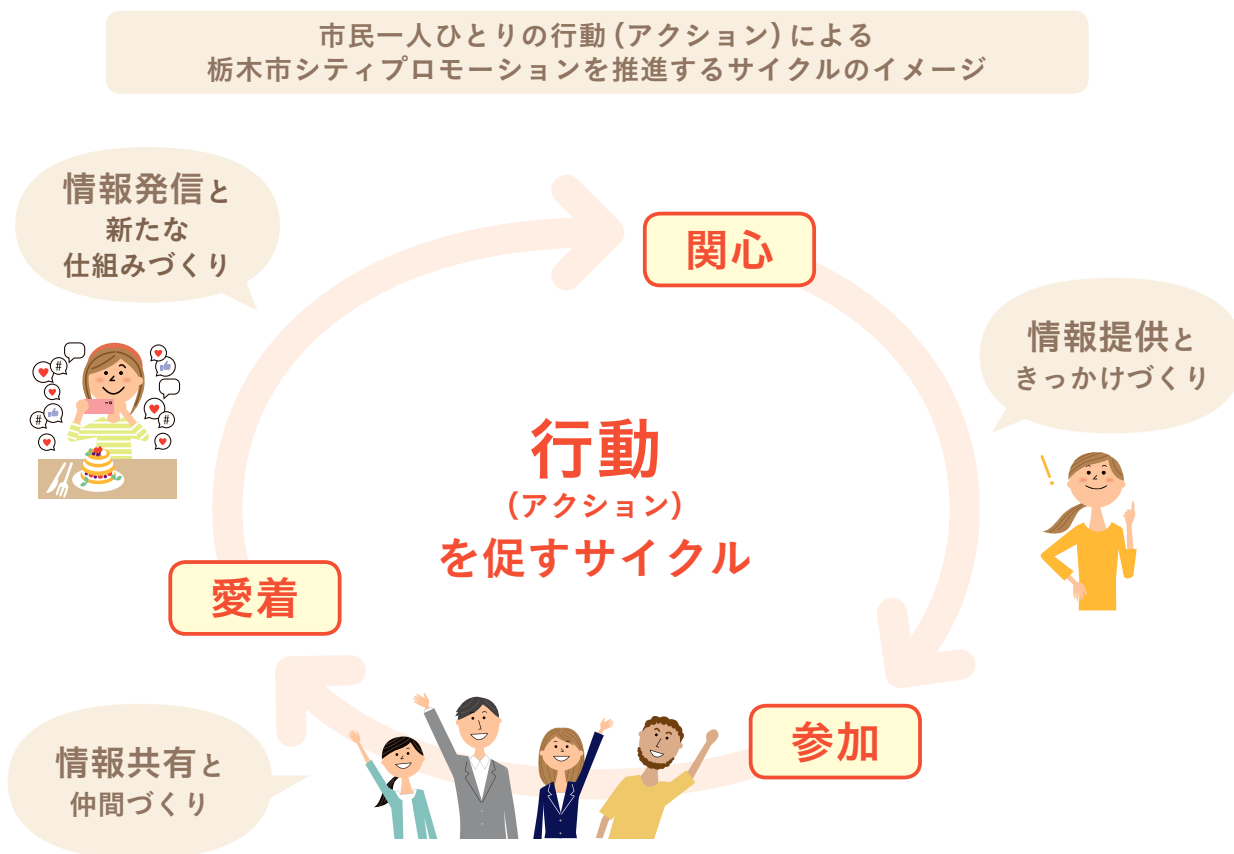 市民一人ひとりの行動(アクション)による
栃木市シティプロモーションを推進するサイクルのイメージ
情報発信と
新たな
仕組みづくり
関心
情報提供と
きっかけづくり
行動
(アクション)
を促すサイクル
愛着
参加
情報共有と
仲間づくり
#
#
#
#
!